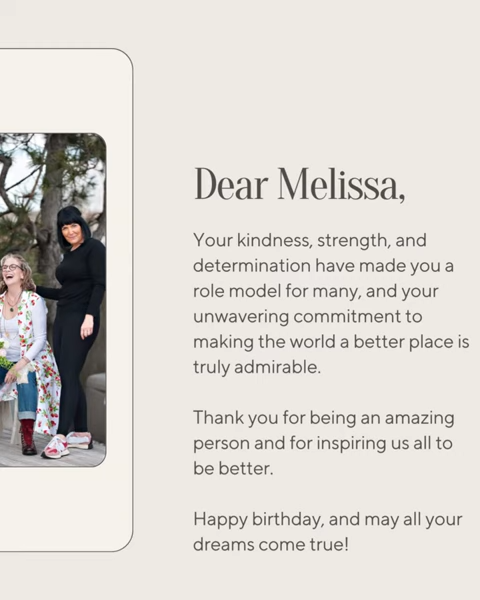 Dear Melissa,
Your kindness, strength, and
determination have made you a
role model for many, and your
unwavering commitment to
making the world a better place is
truly admirable.
Thank you for being an amazing
person and for inspiring us all to
be better.
Happy birthday, and may all your
dreams come true!